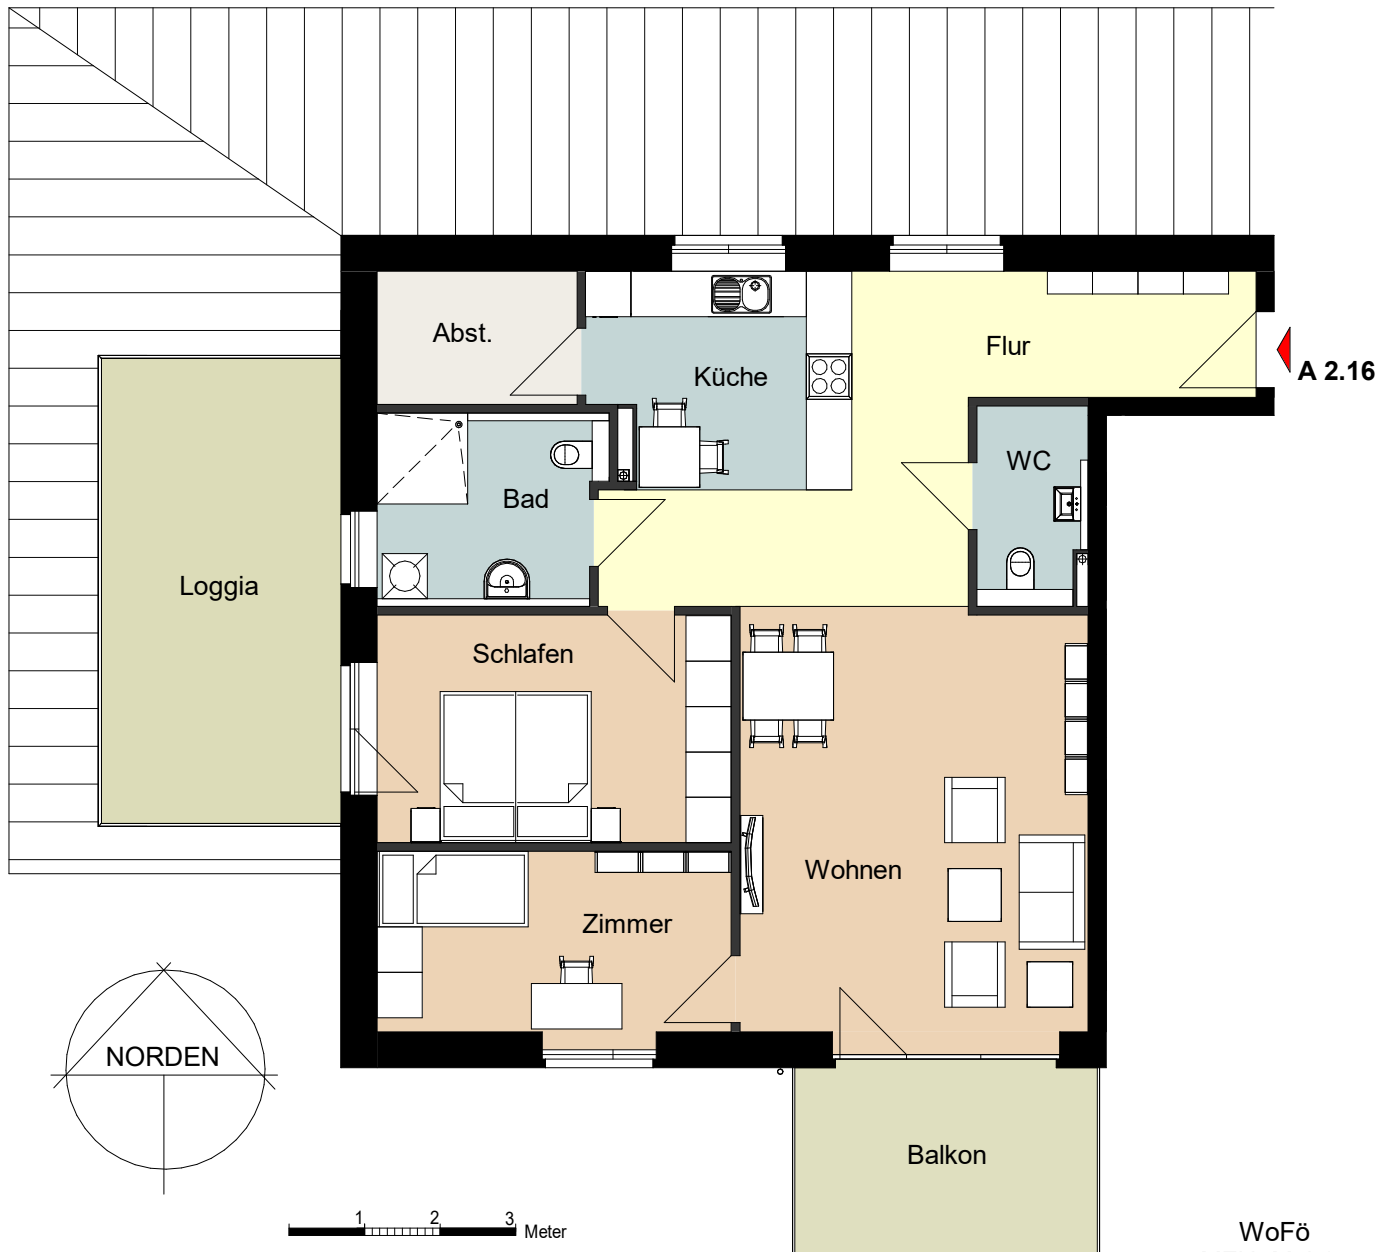 Abst.
Küche
Flur
A 2.16
WC
Bad
Loggia
Schlafen
Wohnen
Zimmer
NORDEN
Balkon
1 2 3 Meter
WoFö